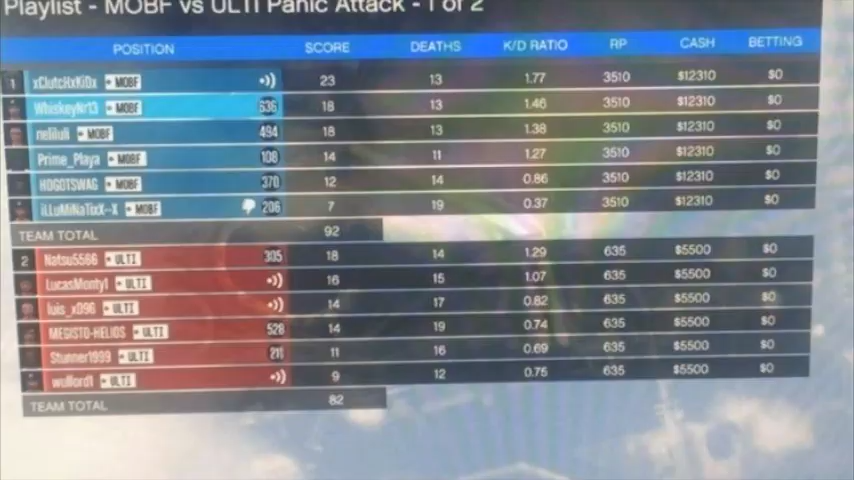 Playlist - MOBF vs ULTI Panic Attack - 1 of 2
POSITION SCORE DEATHS K/D RATIO RP CASH BETTING
1 xClutcHxKiDx MOBF 23 13 1.77 3510 $12310 $0
WhiskeyNr13 MOBF 636 18 13 1.46 3510 $12310 $0
neliluli MOBF 494 18 13 1.38 3510 $12310 $0
Prime_Playa MOBF 108 14 11 1.27 3510 $12310 $0
HDGOTSWAG MOBF 370 12 14 0.86 3510 $12310 $0
iLLuMiNaTixX--X MOBF 206 7 19 0.37 3510 $12310 $0
TEAM TOTAL 92
2 Natsu5566 ULTI 305 18 14 1.29 635 $5500 $0
LucasMonty1 ULTI 16 15 1.07 635 $5500 $0
luis_x096 ULTI 14 17 0.82 635 $5500 $0
MEGISTO-HELIOS ULTI 528 14 19 0.74 635 $5500 $0
Stunner1999 ULTI 211 11 16 0.69 635 $5500 $0
wulford1 ULTI 9 12 0.75 635 $5500 $0
TEAM TOTAL 82